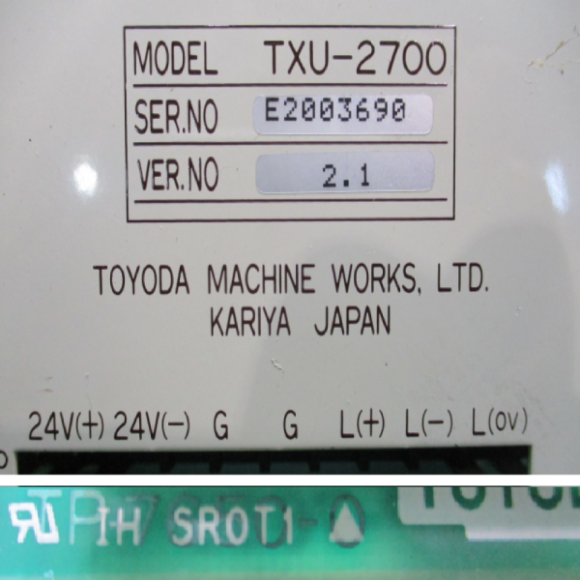 MODEL TXU-2700
SER.NO E2003690
VER.NO 2.1
TOYODA MACHINE WORKS, LTD.
KARIYA JAPAN
24V(+) 24V(-) G G L(+) L(-) L(0V)
IH SROT1